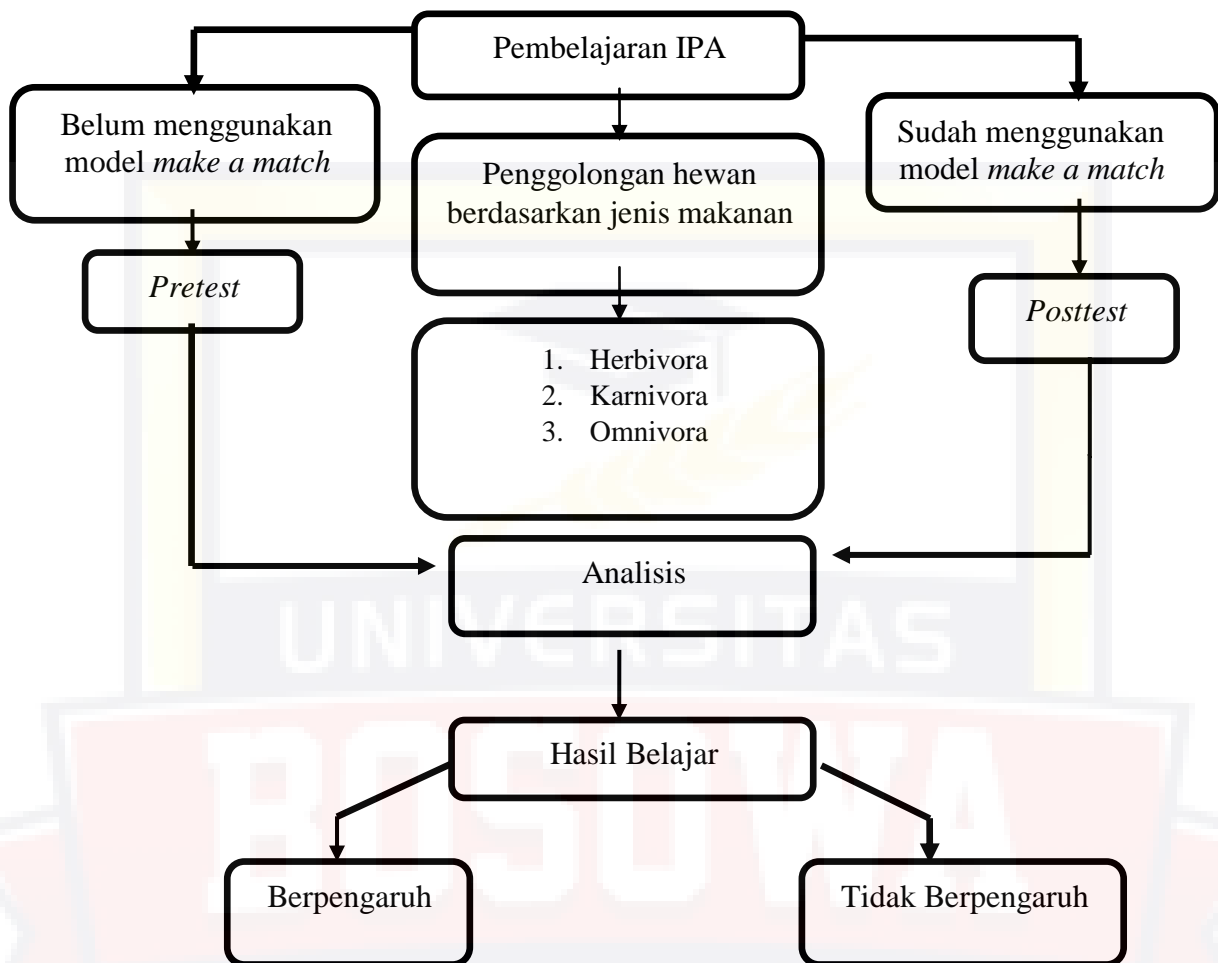 Pembelajaran IPA
Belum menggunakan
model make a match
Sudah menggunakan
model make a match
Penggolongan hewan
berdasarkan jenis makanan
Pretest
Posttest
1. Herbivora
2. Karnivora
3. Omnivora
Analisis
UNIVERSITAS
Hasil Belajar
BOSOWA
Berpengaruh
Tidak Berpengaruh